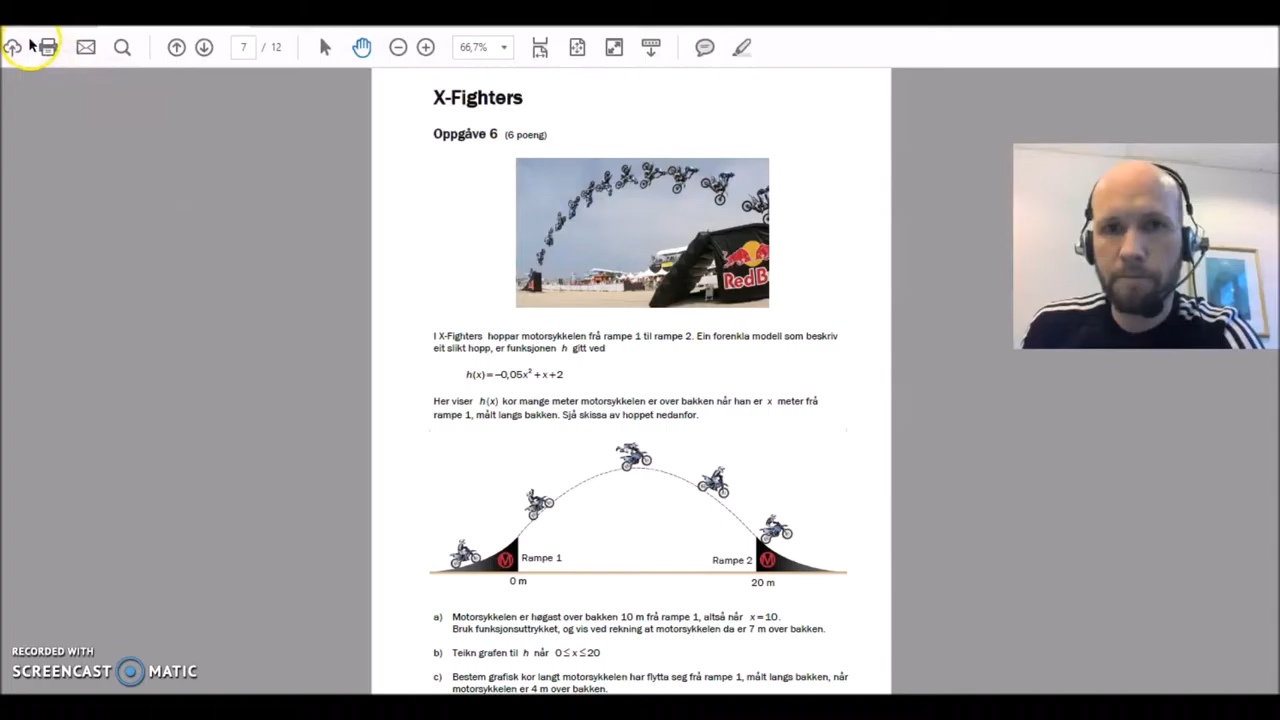 7 / 12
66,7%
X-Fighters
Oppgåve 6 (6 poeng)
4
Red B
I X-Fighters hoppar motorsykkelen frå rampe 1 til rampe 2. Ein forenkla modell som beskriv
eit slikt hopp, er funksjonen h gitt ved
h(x)=−0,05x²+x+2
Her viser h(x) kor mange meter motorsykkelen er over bakken når han er x meter frå
rampe 1, målt langs bakken. Sjå skissa av hoppet nedanfor.
Rampe 1
Rampe 2
0 m
20 m
a) Motorsykkelen er høgast over bakken 10 m frå rampe 1, altså når x=10.
Bruk funksjonsuttrykket, og vis ved rekning at motorsykkelen da er 7 m over bakken.
b) Teikn grafen til h når 0≤x≤20
c) Bestem grafisk kor langt motorsykkelen har flytta seg frå rampe 1, målt langs bakken, når
motorsykkelen er 4 m over bakken.
RECORDED WITH
SCREENCAST MATIC